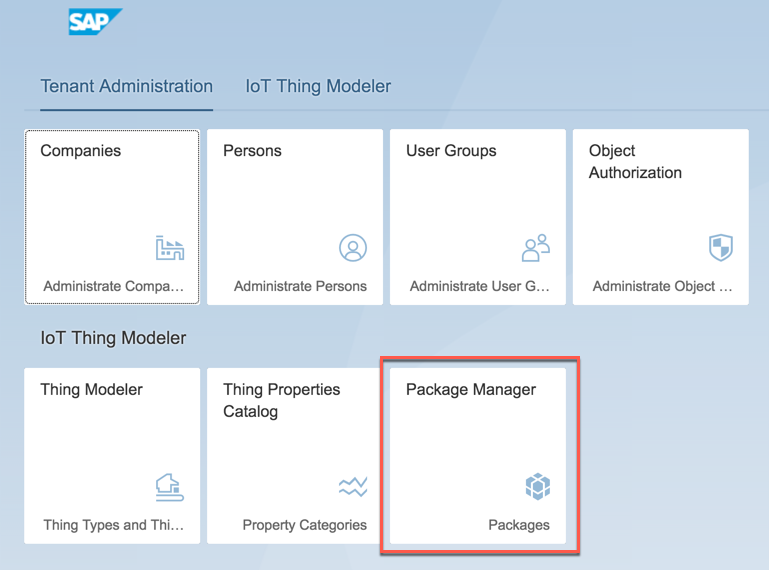 SAP
Tenant Administration IoT Thing Modeler
Companies
Administrate Compa...
Persons
Administrate Persons
User Groups
Administrate User G...
Object
Authorization
Administrate Object ...
IoT Thing Modeler
Thing Modeler
Thing Types and Thi...
Thing Properties
Catalog
Property Categories
Package Manager
Packages